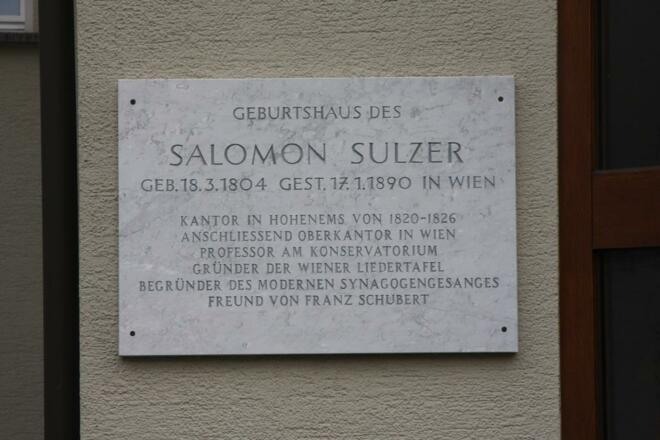 GEBURTSHAUS DES
SALOMON SULZER
GEB. 18.3.1804 GEST. 17.1.1890 IN WIEN
KANTOR IN HOHENEMS VON 1820-1826
ANSCHLIESSEND OBERKANTOR IN WIEN
PROFESSOR AM KONSERVATORIUM
GRÜNDER DER WIENER LIEDERTAFEL
BEGRÜNDER DES MODERNEN SYNAGOGENGESANGES
FREUND VON FRANZ SCHUBERT